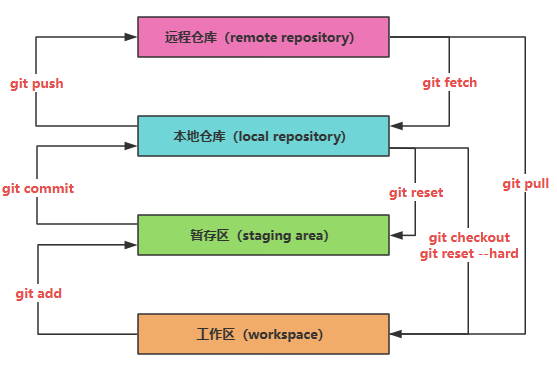 远程仓库（remote repository）
git push
git fetch
本地仓库（local repository）
git commit
git reset
git pull
暂存区（staging area）
git checkout
git reset --hard
git add
工作区（workspace）